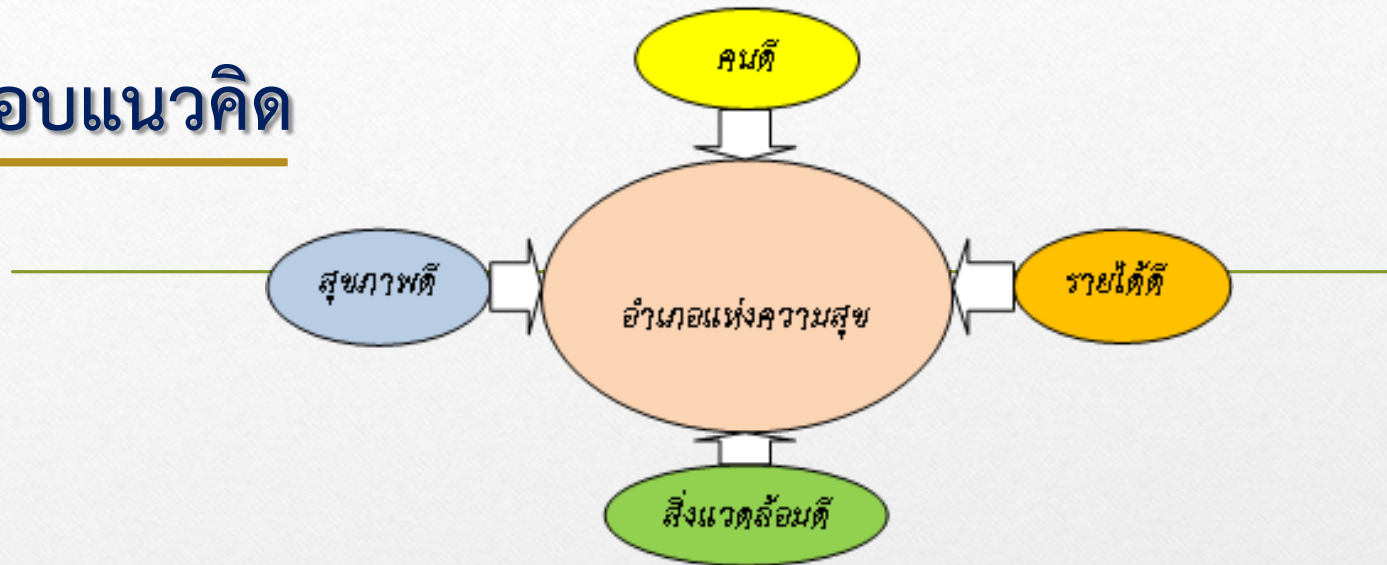 อบแนวคิด
คนดี
สุขภาพดี
อำเภอแห่งความสุข
รายได้ดี
สิ่งแวดล้อมดี